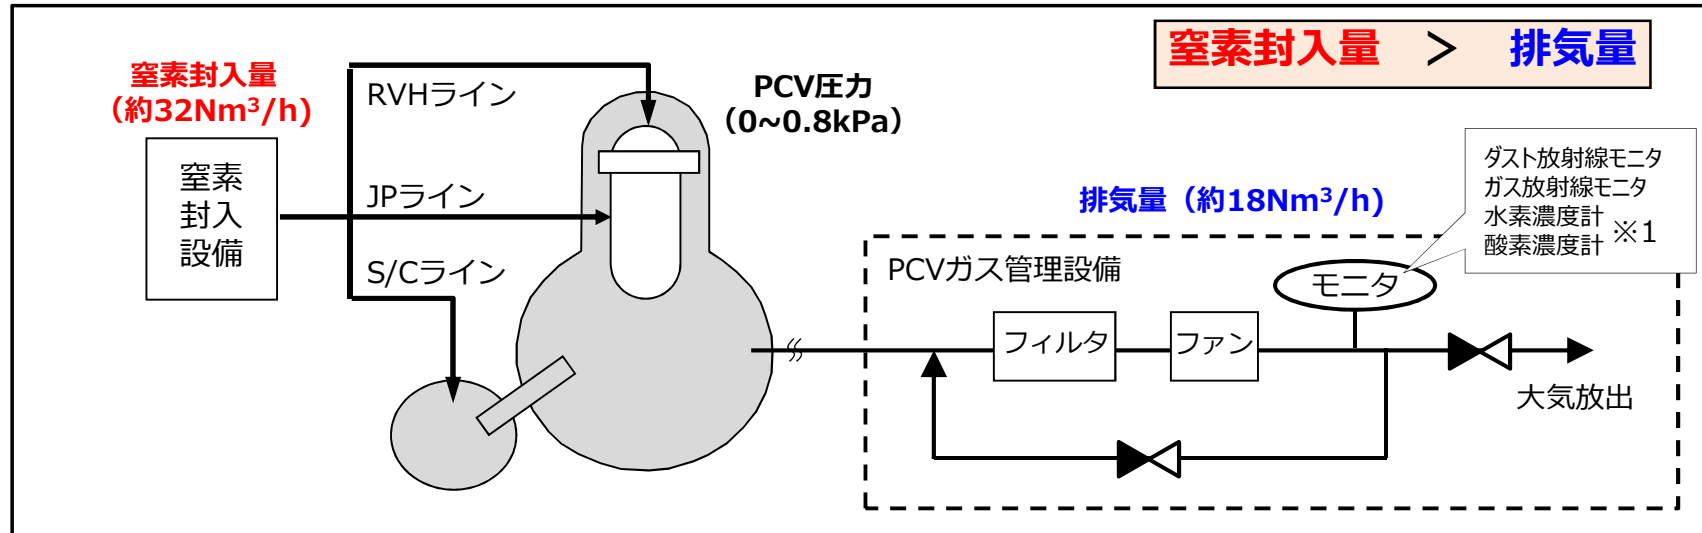 窒素封入量 > 排気量
窒素封入量
（約32Nm³/h)
RVHライン
PCV圧力
（0~0.8kPa）
窒素
封入
設備
JPライン
S/Cライン
排気量（約18Nm³/h)
ダスト放射線モニタ
ガス放射線モニタ
水素濃度計
酸素濃度計 ※1
PCVガス管理設備
モニタ
フィルタ
ファン
大気放出